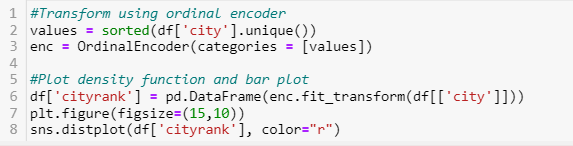 1 #Transform using ordinal encoder
2 values = sorted(df['city'].unique())
3 enc = OrdinalEncoder(categories = [values])
4
5 #Plot density function and bar plot
6 df['cityrank'] = pd.DataFrame(enc.fit_transform(df[['city']]))
7 plt.figure(figsize=(15,10))
8 sns.distplot(df['cityrank'], color="r")